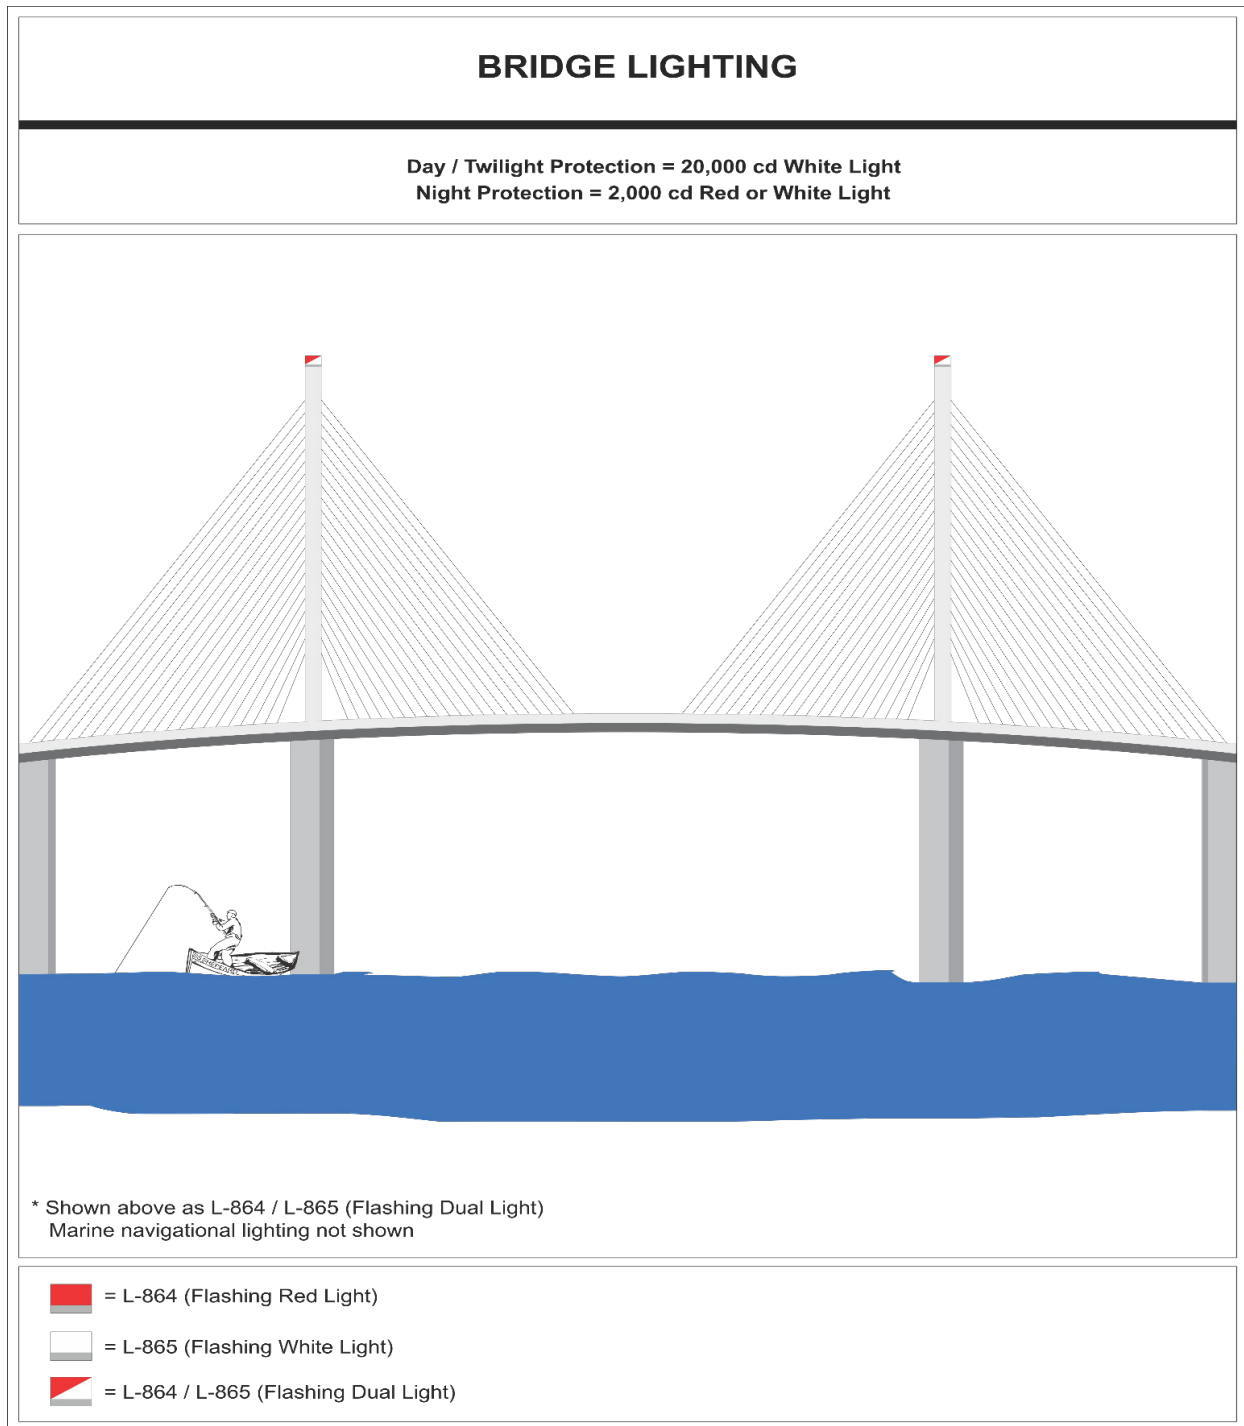 BRIDGE LIGHTING
Day / Twilight Protection = 20,000 cd White Light
Night Protection = 2,000 cd Red or White Light
* Shown above as L-864 / L-865 (Flashing Dual Light)
Marine navigational lighting not shown
= L-864 (Flashing Red Light)
= L-865 (Flashing White Light)
= L-864 / L-865 (Flashing Dual Light)